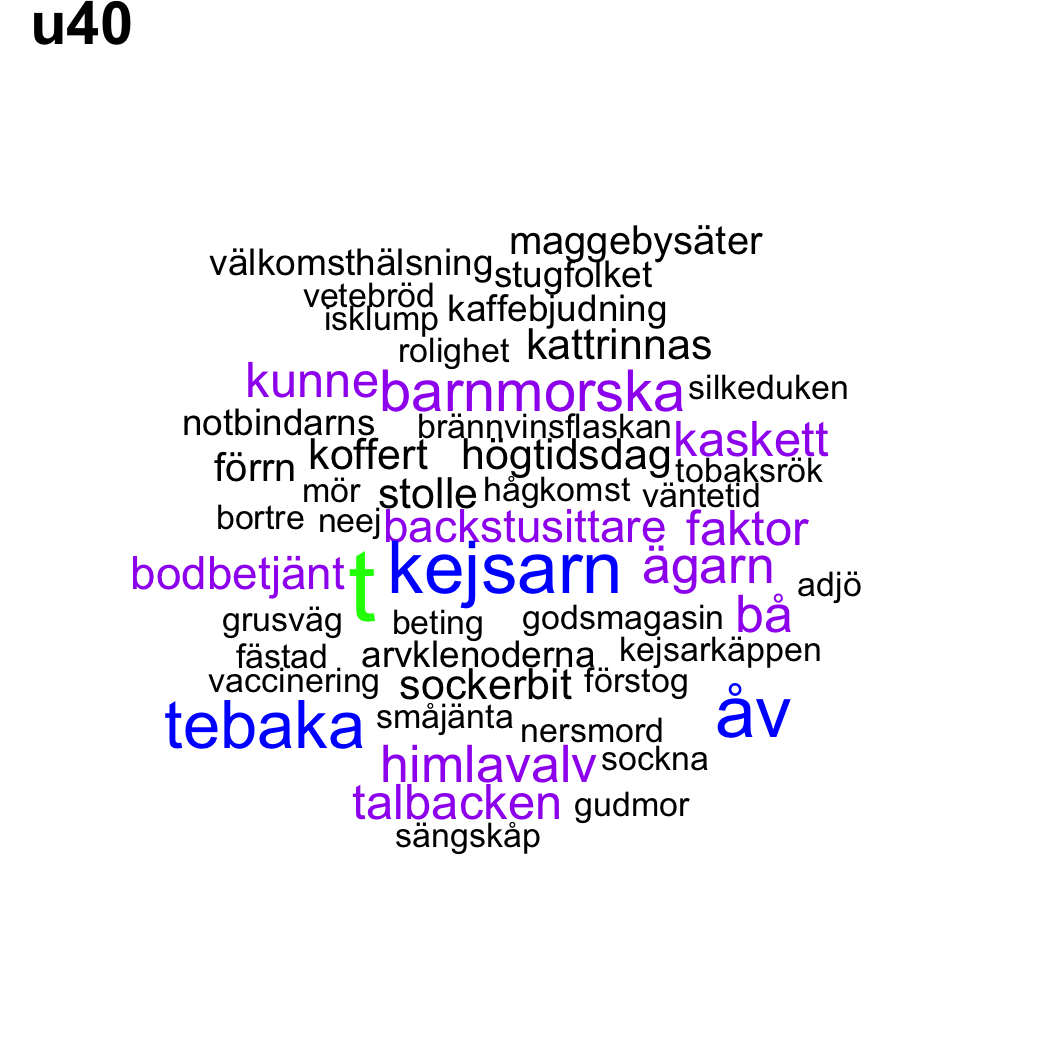 u40
maggebysäter
välkomsthälsning stugfolket
vetebröd kaffebjudning
isklump
rolighet kattrinnas
kunne barnmorska silkeduken
notbindarns brännvinsflaskan kaskett
förrn koffert högtidsdag tobaksrök
mör stolle hågkomst väntetid
bortre neej backstusittare faktor
bodbetjänt t kejsarn ägarn adjö
grusväg beting godsmagasin bå
fästad arvklenoderna kejsarkäppen
vaccinering sockerbit förstog
tebaka småjänta nersmord åv
himlavalv sockna
talbacken gudmor
sängskåp